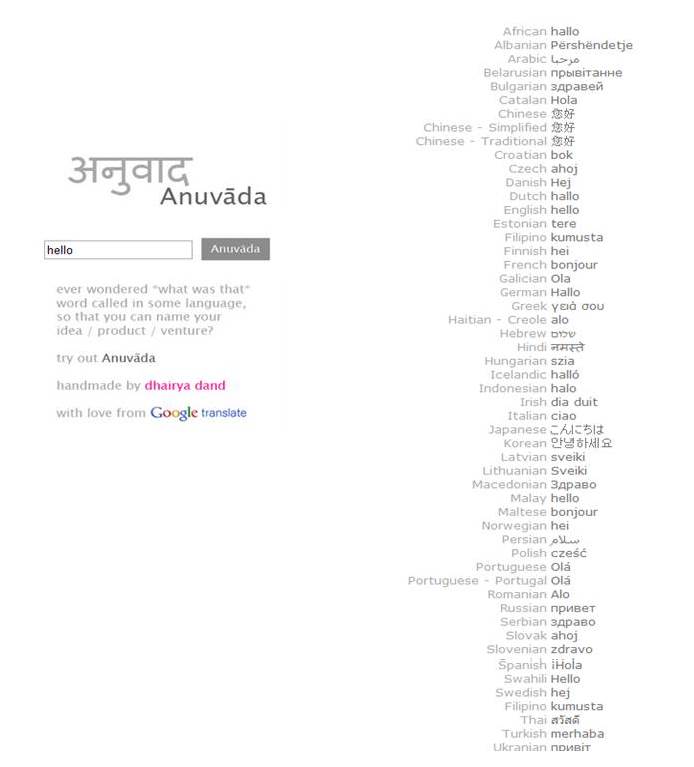 अनुवाद
Anuvāda
hello
Anuvāda
ever wondered "what was that"
word called in some language,
so that you can name your
idea / product / venture?
try out Anuvāda
handmade by dhairya dand
with love from Google translate
African hallo
Albanian Përshëndetje
Arabic مرحبا
Belarusian прывітанне
Bulgarian здравей
Catalan Hola
Chinese 您好
Chinese - Simplified 您好
Chinese - Traditional 您好
Croatian bok
Czech ahoj
Danish Hej
Dutch hallo
English hello
Estonian tere
Filipino kumusta
Finnish hei
French bonjour
Galician Ola
German Hallo
Greek γειά σου
Haitian - Creole alo
Hebrew שלום
Hindi नमस्ते
Hungarian szia
Icelandic halló
Indonesian halo
Irish dia duit
Italian ciao
Japanese こんにちは
Korean 안녕하세요
Latvian sveiki
Lithuanian Sveiki
Macedonian Здраво
Malay hello
Maltese bonjour
Norwegian hei
Persian سلام
Polish cześć
Portuguese Olá
Portuguese - Portugal Olá
Romanian Alo
Russian привет
Serbian здраво
Slovak ahoj
Slovenian zdravo
Spanish ¡Hola
Swahili Hello
Swedish hej
Filipino kumusta
Thai สวัสดี
Turkish merhaba
Ukranian привіт